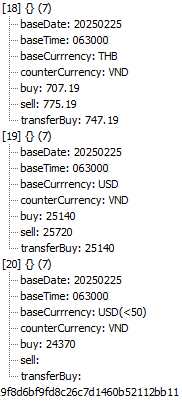 [18] {} (7)
baseDate: 20250225
baseTime: 063000
baseCurrrency: THB
counterCurrency: VND
buy: 707.19
sell: 775.19
transferBuy: 747.19
[19] {} (7)
baseDate: 20250225
baseTime: 063000
baseCurrrency: USD
counterCurrency: VND
buy: 25140
sell: 25720
transferBuy: 25140
[20] {} (7)
baseDate: 20250225
baseTime: 063000
baseCurrrency: USD(<50)
counterCurrency: VND
buy: 24370
sell:
transferBuy:
9f8d6bf9fd8c26c7d1460b52112bb11